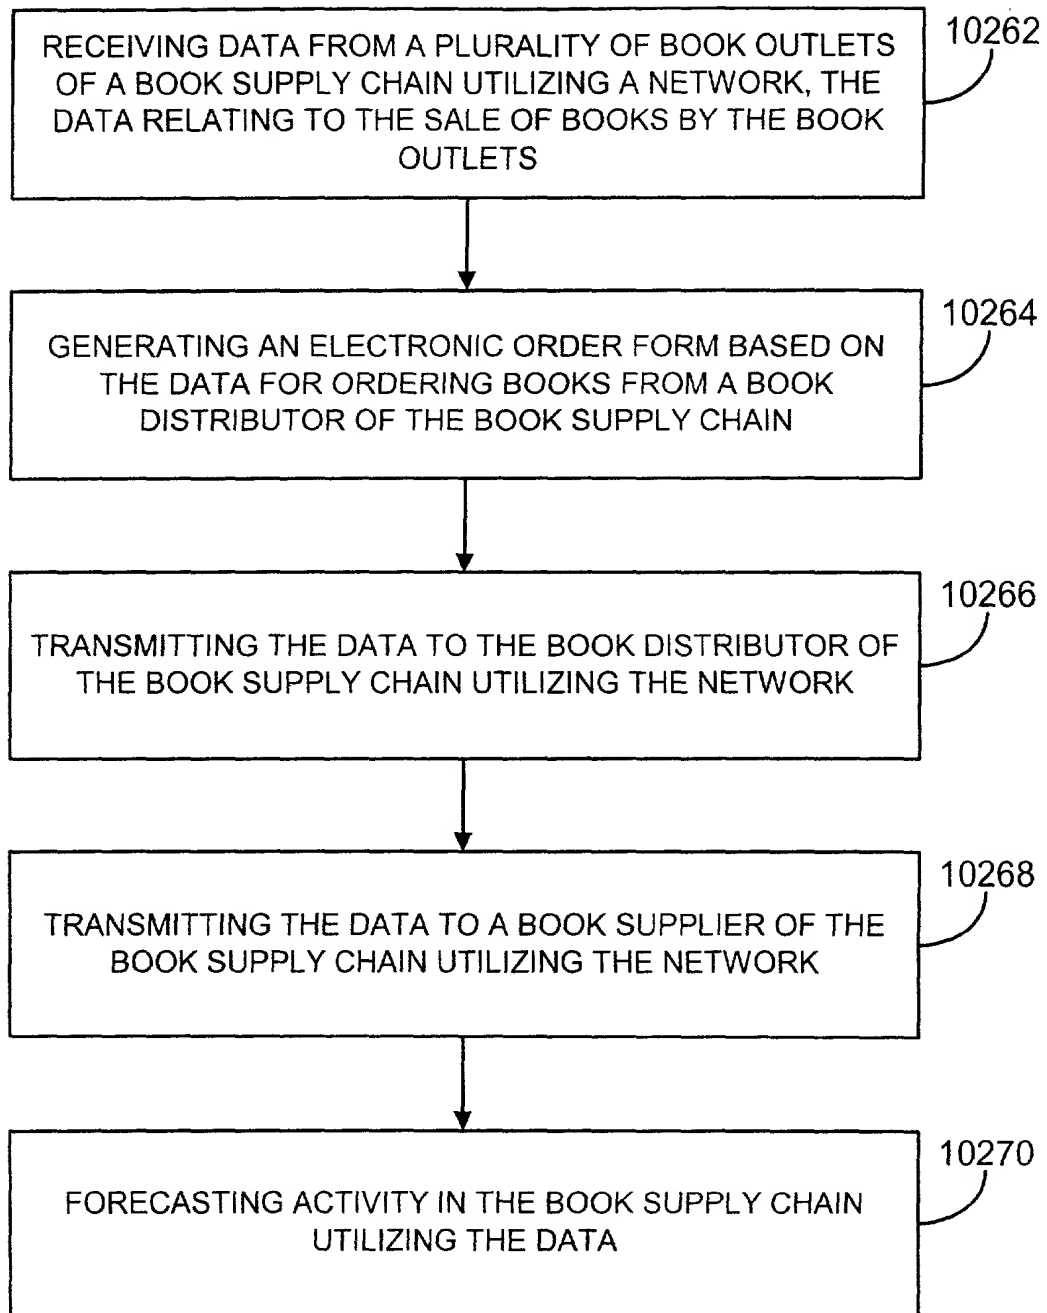 RECEIVING DATA FROM A PLURALITY OF BOOK OUTLETS
OF A BOOK SUPPLY CHAIN UTILIZING A NETWORK, THE
DATA RELATING TO THE SALE OF BOOKS BY THE BOOK
OUTLETS
10262
GENERATING AN ELECTRONIC ORDER FORM BASED ON
THE DATA FOR ORDERING BOOKS FROM A BOOK
DISTRIBUTOR OF THE BOOK SUPPLY CHAIN
10264
TRANSMITTING THE DATA TO THE BOOK DISTRIBUTOR OF
THE BOOK SUPPLY CHAIN UTILIZING THE NETWORK
10266
TRANSMITTING THE DATA TO A BOOK SUPPLIER OF THE
BOOK SUPPLY CHAIN UTILIZING THE NETWORK
10268
FORECASTING ACTIVITY IN THE BOOK SUPPLY CHAIN
UTILIZING THE DATA
10270